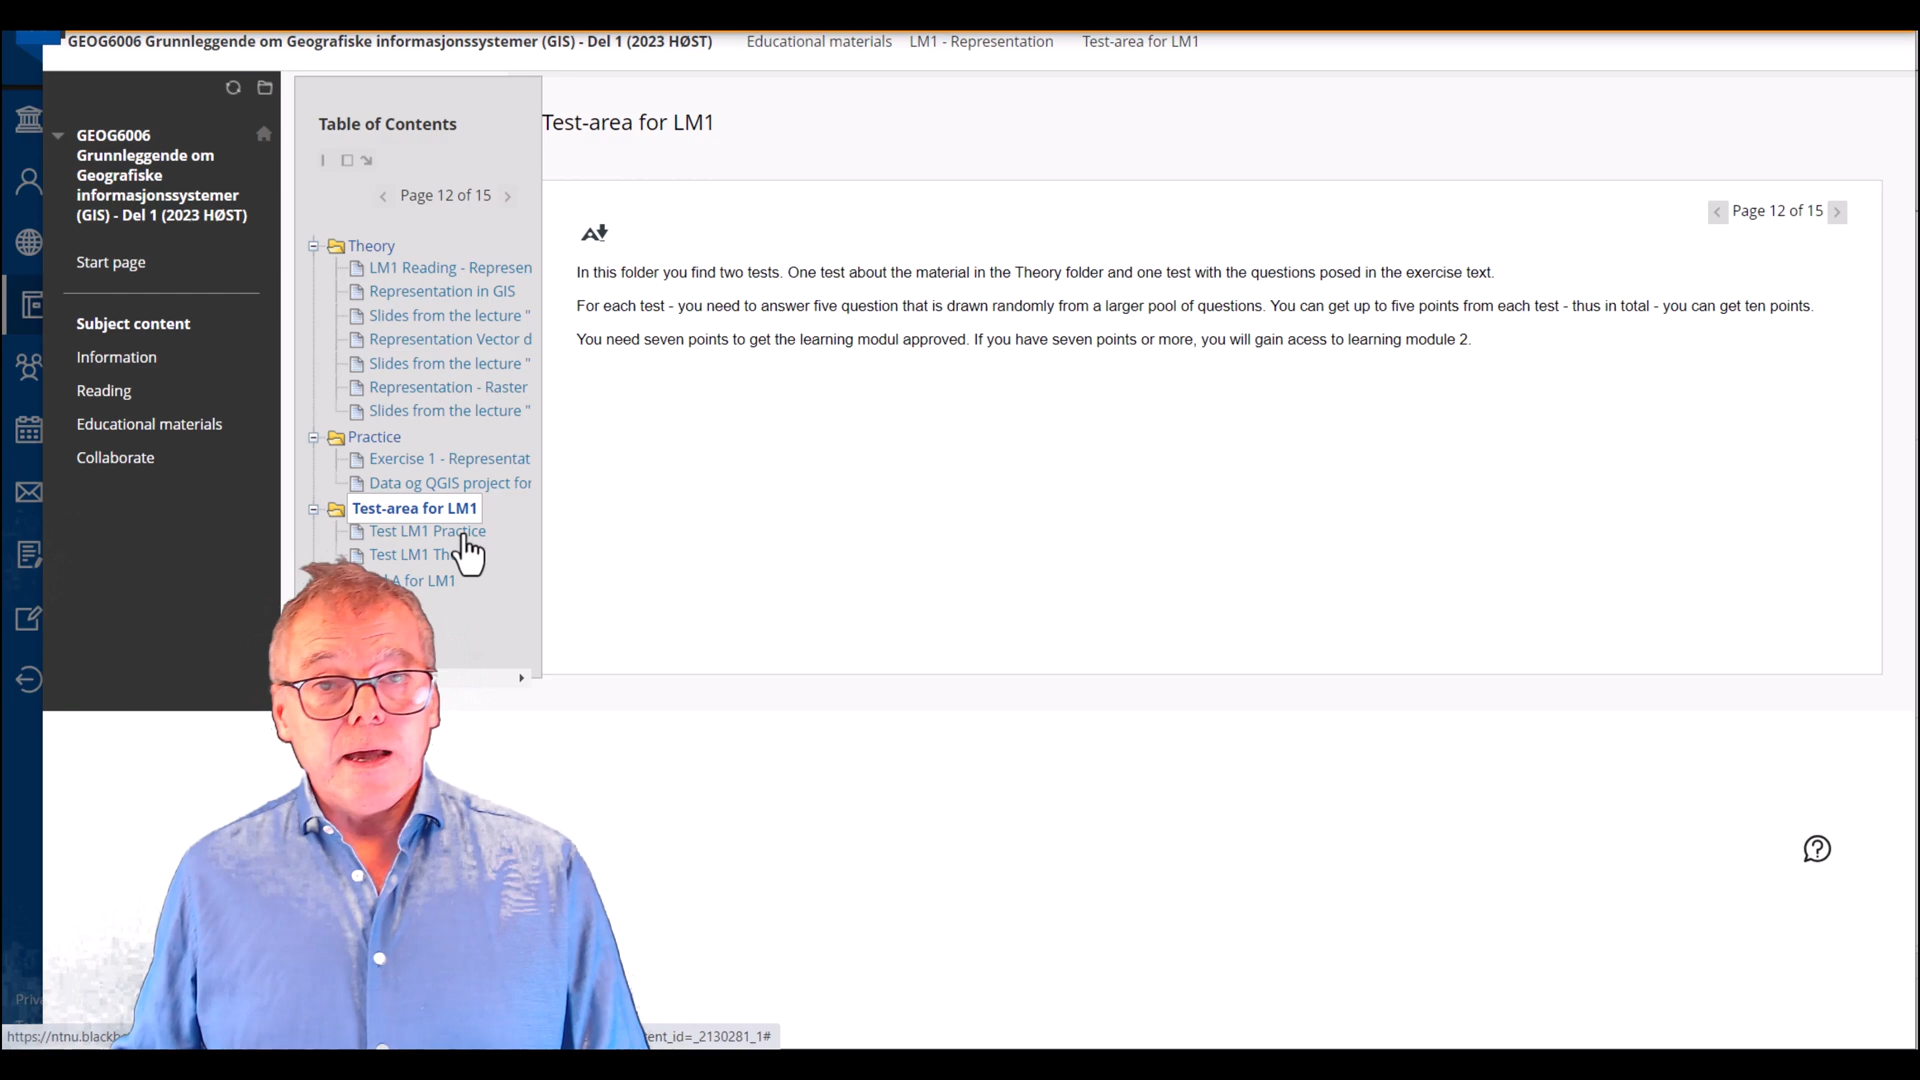 GEOG6006 Grunnleggende om Geografiske informasjonssystemer (GIS) - Del 1 (2023 HØST) Educational materials LM1 - Representation Test-area for LM1
GEOG6006
Grunnleggende om
Geografiske
informasjonssystemer
(GIS) - Del 1 (2023 HØST)
Start page
Subject content
Information
Reading
Educational materials
Collaborate
Table of Contents
Page 12 of 15
Theory
LM1 Reading - Represen
Representation in GIS
Slides from the lecture "
Representation Vector d
Slides from the lecture "
Representation - Raster
Slides from the lecture "
Practice
Exercise 1 - Representat
Data og QGIS project for
Test-area for LM1
Test LM1 Practice
Test LM1 Th
A for LM1
Test-area for LM1
Page 12 of 15
In this folder you find two tests. One test about the material in the Theory folder and one test with the questions posed in the exercise text.
For each test - you need to answer five question that is drawn randomly from a larger pool of questions. You can get up to five points from each test - thus in total - you can get ten points.
You need seven points to get the learning modul approved. If you have seven points or more, you will gain acess to learning module 2.
Priva
https://ntnu.blackb
ent_id=_2130281_1#